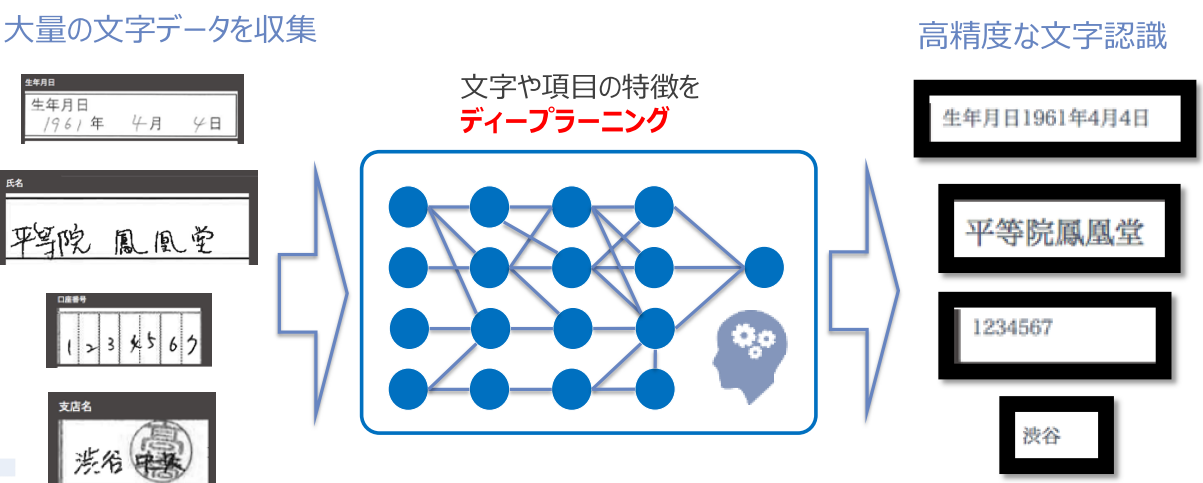 大量の文字データを収集
生年月日
生年月日
1961年 4月 4日
氏名
平等院 鳳凰堂
口座番号
1 2 3 4 5 6 7
支店名
渋谷
文字や項目の特徴を
ディープラーニング
高精度な文字認識
生年月日1961年4月4日
平等院鳳凰堂
1234567
渋谷